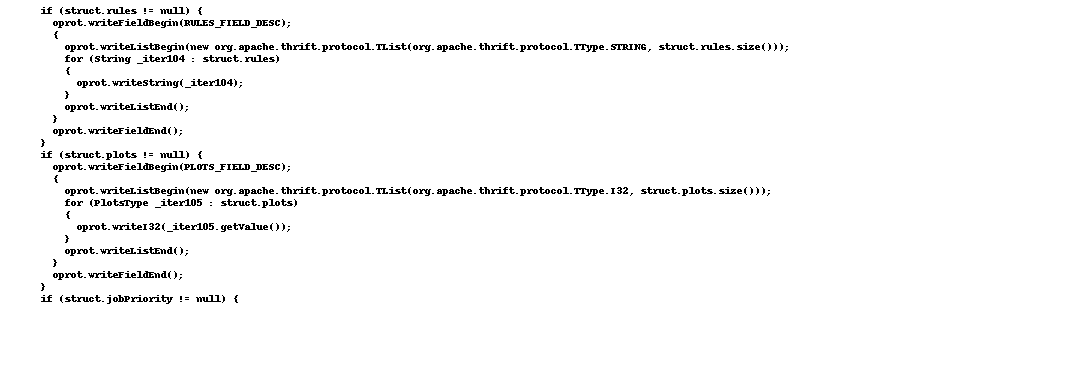 if (struct.rules != null) {
  oprot.writeFieldBegin(RULES_FIELD_DESC);
  {
    oprot.writeListBegin(new org.apache.thrift.protocol.TList(org.apache.thrift.protocol.TType.STRING, struct.rules.size()));
    for (String _iter104 : struct.rules)
    {
      oprot.writeString(_iter104);
    }
    oprot.writeListEnd();
  }
  oprot.writeFieldEnd();
}
if (struct.plots != null) {
  oprot.writeFieldBegin(PLOTS_FIELD_DESC);
  {
    oprot.writeListBegin(new org.apache.thrift.protocol.TList(org.apache.thrift.protocol.TType.I32, struct.plots.size()));
    for (PlotsType _iter105 : struct.plots)
    {
      oprot.writeI32(_iter105.getValue());
    }
    oprot.writeListEnd();
  }
  oprot.writeFieldEnd();
}
if (struct.jobPriority != null) {